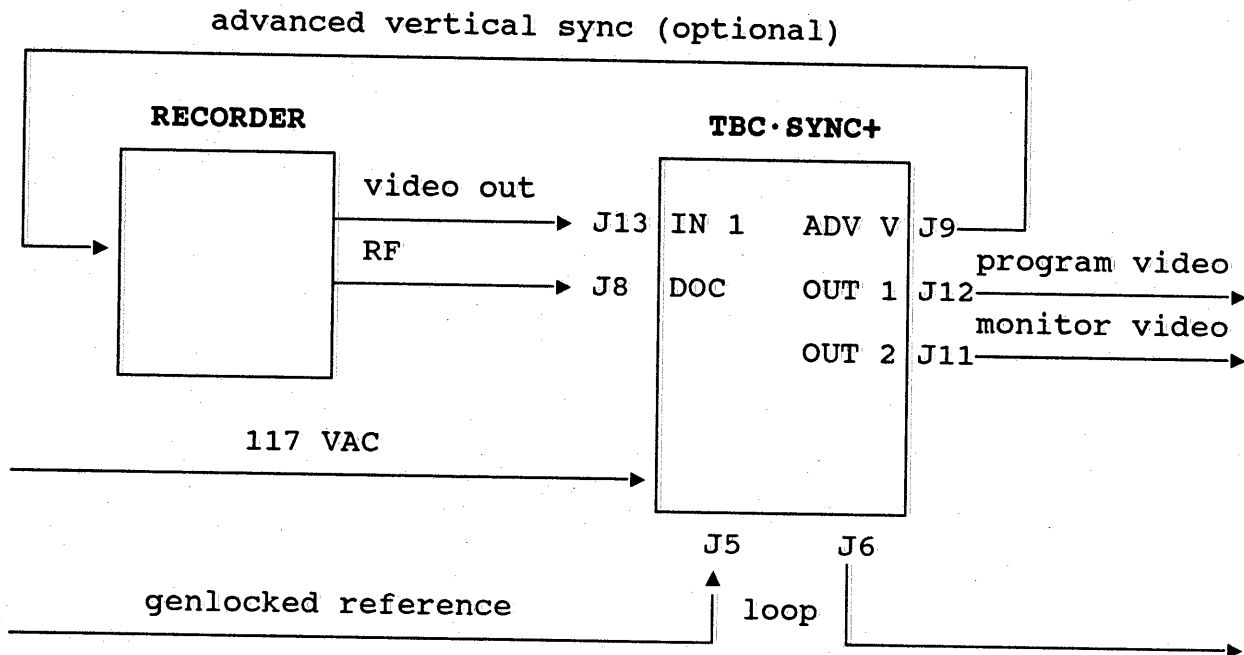 advanced vertical sync (optional)
RECORDER
TBC·SYNC+
video out
J13
IN 1
ADV V
J9
RF
program video
J8
DOC
OUT 1
J12
monitor video
OUT 2
J11
117 VAC
J5
J6
genlocked reference
loop